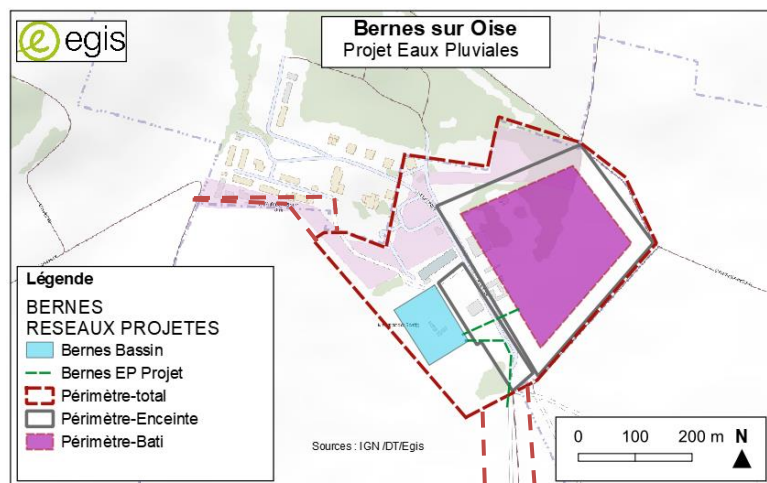 egis
Bernes sur Oise
Projet Eaux Pluviales
Légende
BERNES
RESEAUX PROJETES
Bernes Bassin
Bernes EP Projet
Périmètre-total
Périmètre-Enceinte
Périmètre-Bati
Sources : IGN /DT/Egis
0 100 200 m N